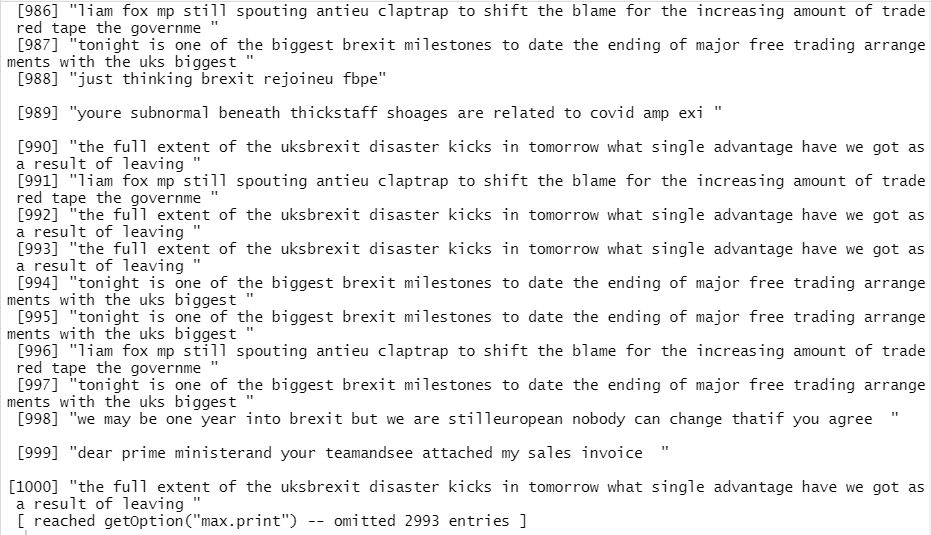 [986] "liam fox mp still spouting antieu claptrap to shift the blame for the increasing amount of trade
red tape the governme "
[987] "tonight is one of the biggest brexit milestones to date the ending of major free trading arrange
ments with the uks biggest "
[988] "just thinking brexit rejoineu fbpe"
[989] "youre subnormal beneath thickstaff shoages are related to covid amp exi "
[990] "the full extent of the uksbrexit disaster kicks in tomorrow what single advantage have we got as
a result of leaving "
[991] "liam fox mp still spouting antieu claptrap to shift the blame for the increasing amount of trade
red tape the governme "
[992] "the full extent of the uksbrexit disaster kicks in tomorrow what single advantage have we got as
a result of leaving "
[993] "the full extent of the uksbrexit disaster kicks in tomorrow what single advantage have we got as
a result of leaving "
[994] "tonight is one of the biggest brexit milestones to date the ending of major free trading arrange
ments with the uks biggest "
[995] "tonight is one of the biggest brexit milestones to date the ending of major free trading arrange
ments with the uks biggest "
[996] "liam fox mp still spouting antieu claptrap to shift the blame for the increasing amount of trade
red tape the governme "
[997] "tonight is one of the biggest brexit milestones to date the ending of major free trading arrange
ments with the uks biggest "
[998] "we may be one year into brexit but we are stilleuropean nobody can change thatif you agree  "
[999] "dear prime ministerand your teamandsee attached my sales invoice  "
[1000] "the full extent of the uksbrexit disaster kicks in tomorrow what single advantage have we got as
a result of leaving "
[ reached getOption("max.print") -- omitted 2993 entries ]